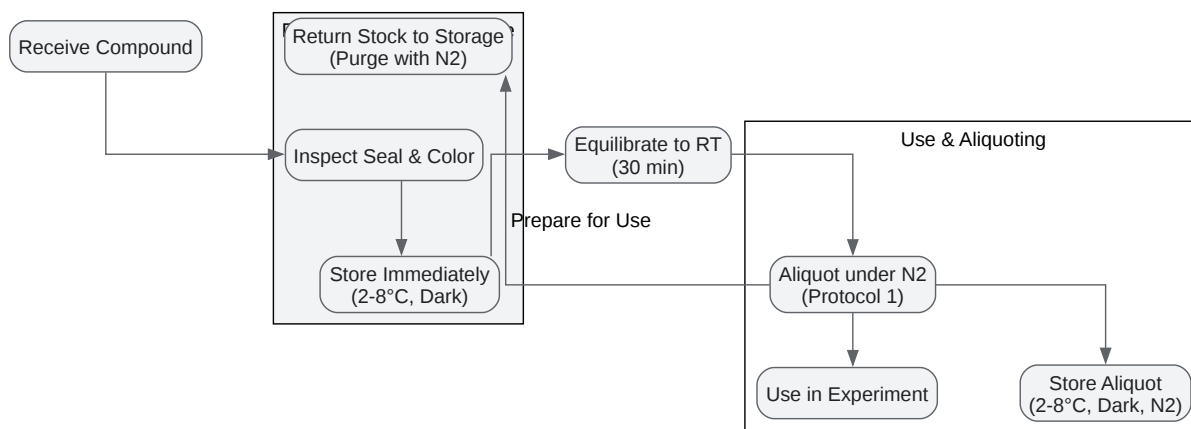 Receive Compound
Return Stock to Storage
(Purge with N2)
Inspect Seal & Color
Equilibrate to RT
(30 min)
Use & Aliquoting
Prepare for Use
Store Immediately
(2-8°C, Dark)
Aliquot under N2
(Protocol 1)
Use in Experiment
Store Aliquot
(2-8°C, Dark, N2)